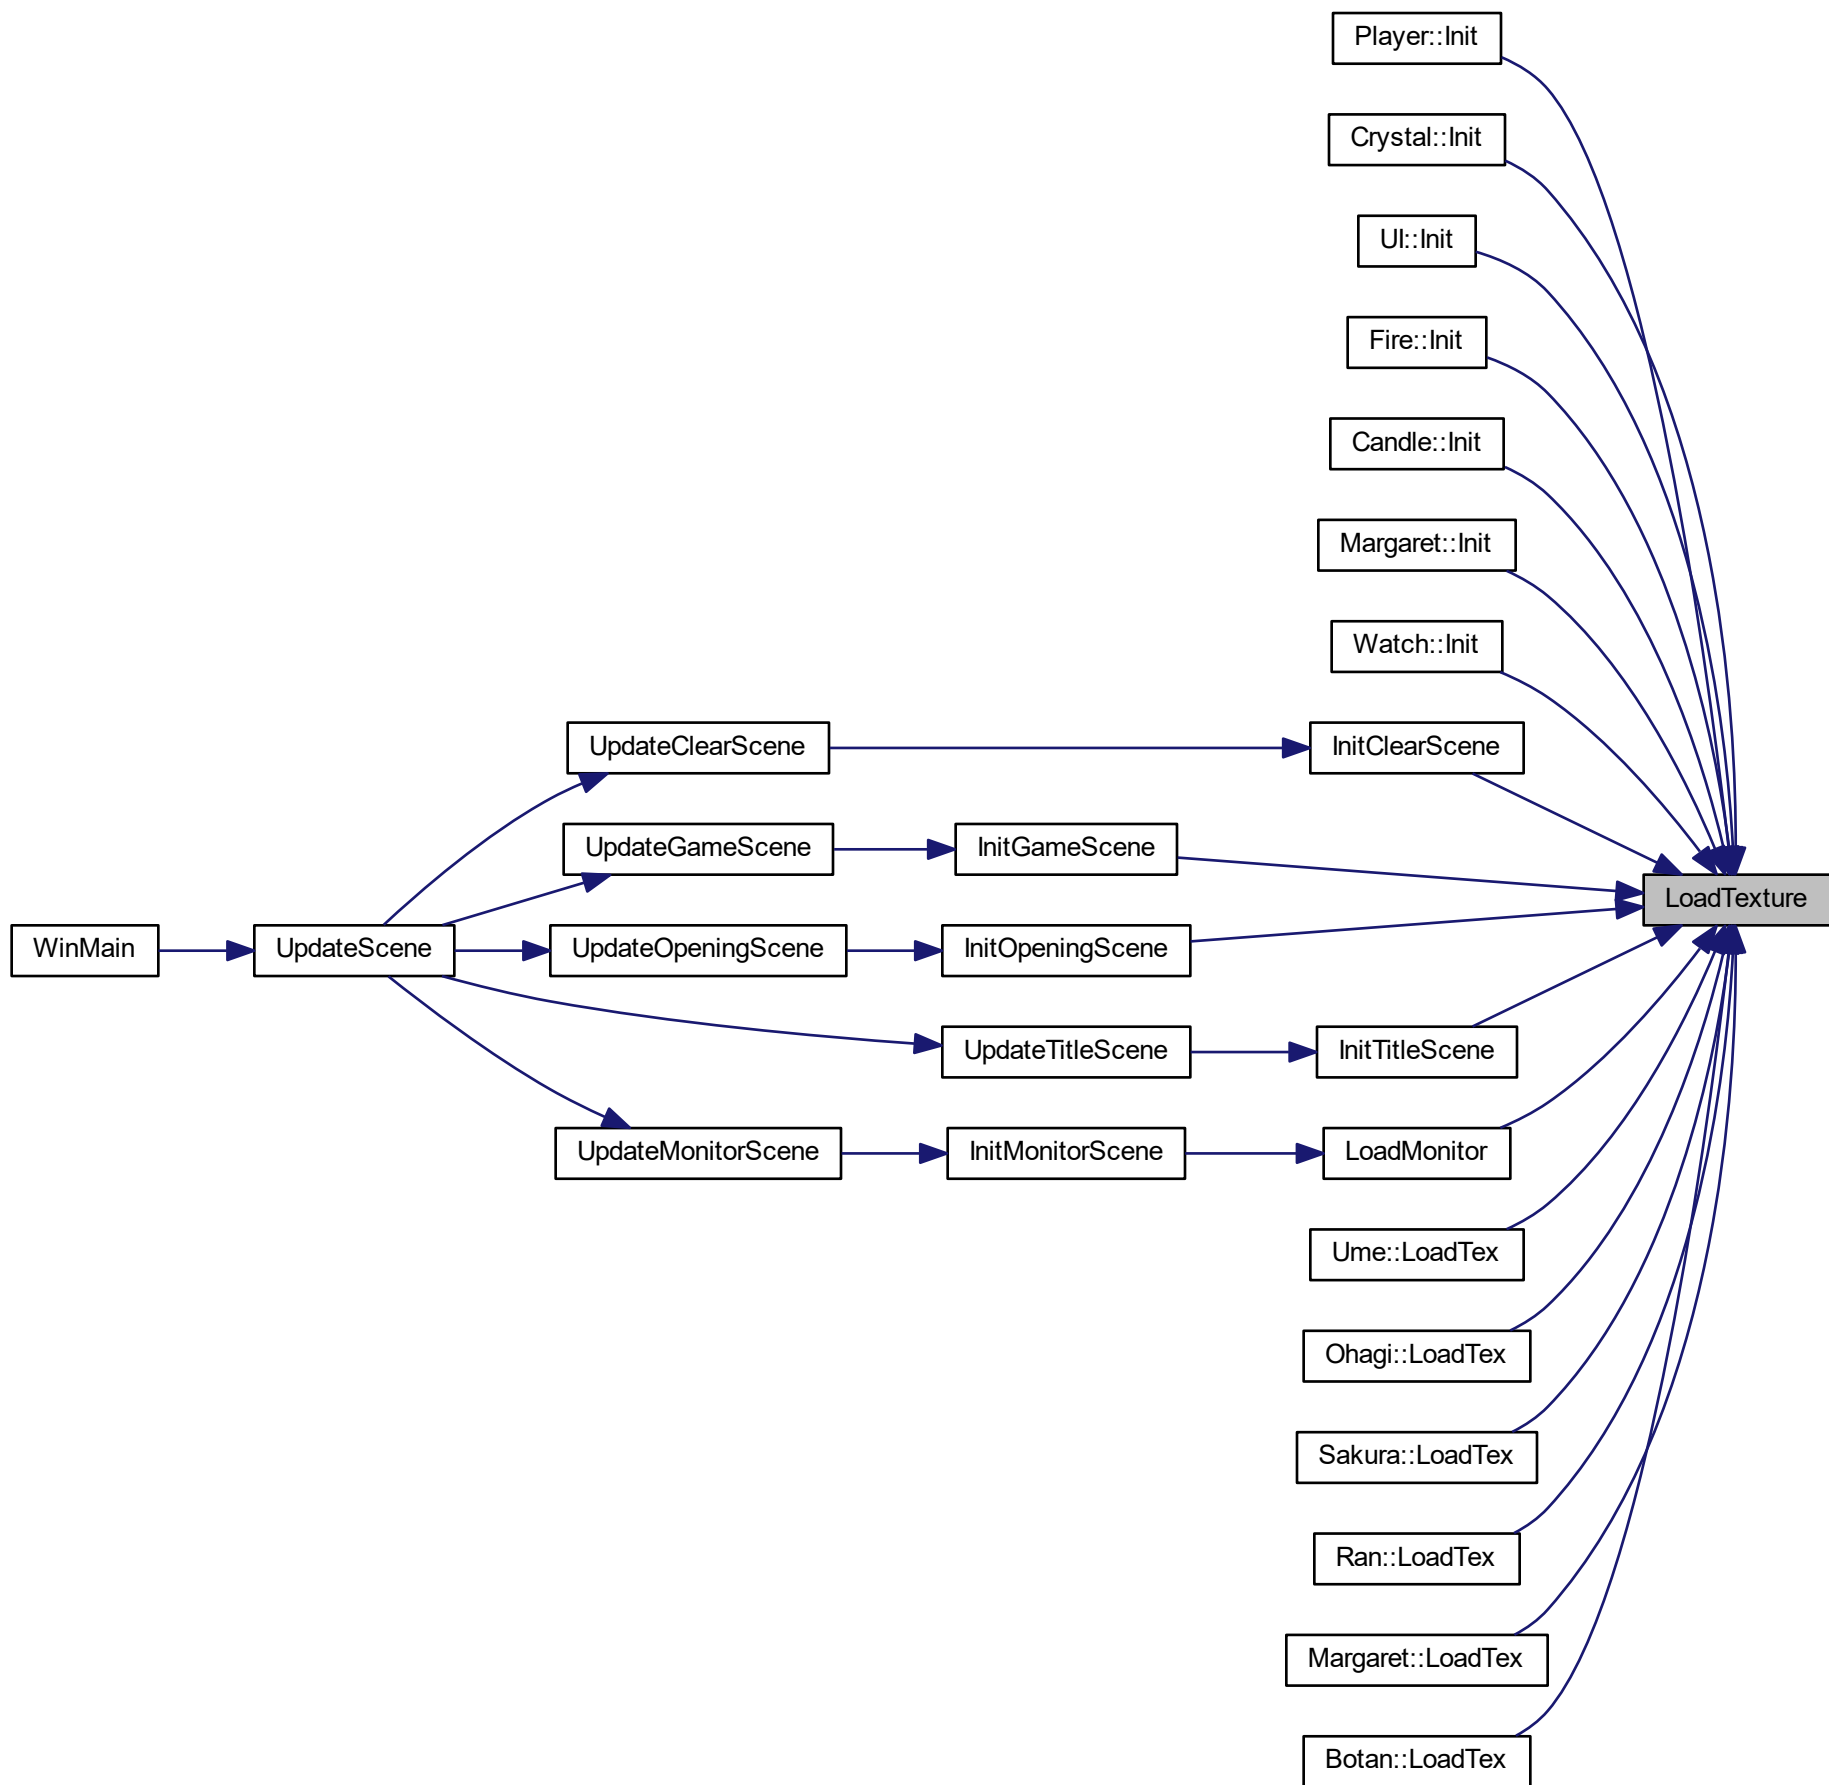 Player::Init
Crystal::Init
UI::Init
Fire::Init
Candle::Init
Margaret::Init
Watch::Init
UpdateClearScene
InitClearScene
UpdateGameScene
InitGameScene
LoadTexture
WinMain
UpdateScene
UpdateOpeningScene
InitOpeningScene
UpdateTitleScene
InitTitleScene
UpdateMonitorScene
InitMonitorScene
LoadMonitor
Ume::LoadTex
Ohagi::LoadTex
Sakura::LoadTex
Ran::LoadTex
Margaret::LoadTex
Botan::LoadTex